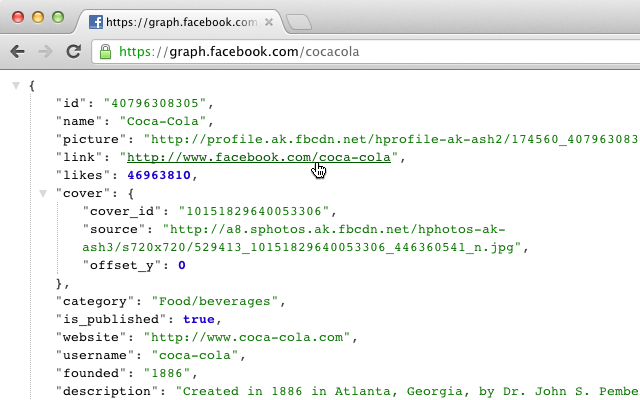 https://graph.facebook.com
https://graph.facebook.com/cocacola
{
"id": "40796308305",
"name": "Coca-Cola",
"picture": "http://profile.ak.fbcdn.net/hprofile-ak-ash2/174560_407963083
"link": "http://www.facebook.com/coca-cola",
"likes": 46963810,
"cover": {
"cover_id": "10151829640053306",
"source": "http://a8.sphotos.ak.fbcdn.net/hphotos-ak-
ash3/s720x720/529413_10151829640053306_446360541_n.jpg",
"offset_y": 0
},
"category": "Food/beverages",
"is_published": true,
"website": "http://www.coca-cola.com",
"username": "coca-cola",
"founded": "1886",
"description": "Created in 1886 in Atlanta, Georgia, by Dr. John S. Pembe